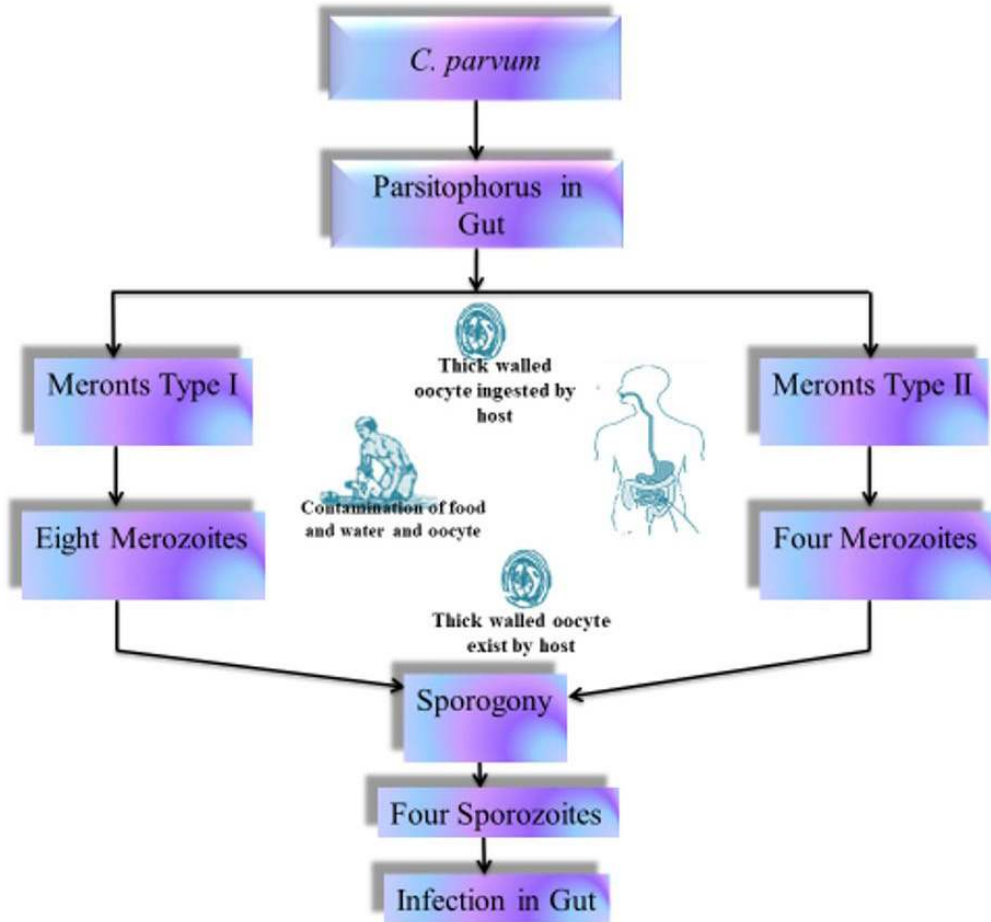 C. parvum
Parsitophorus in
Gut
Thick walled
oocyte ingested by
host
Meronts Type I
Meronts Type II
Contamination of food
and water and oocyte
Eight Merozoites
Four Merozoites
Thick walled oocyte
exist by host
Sporogony
Four Sporozoites
Infection in Gut